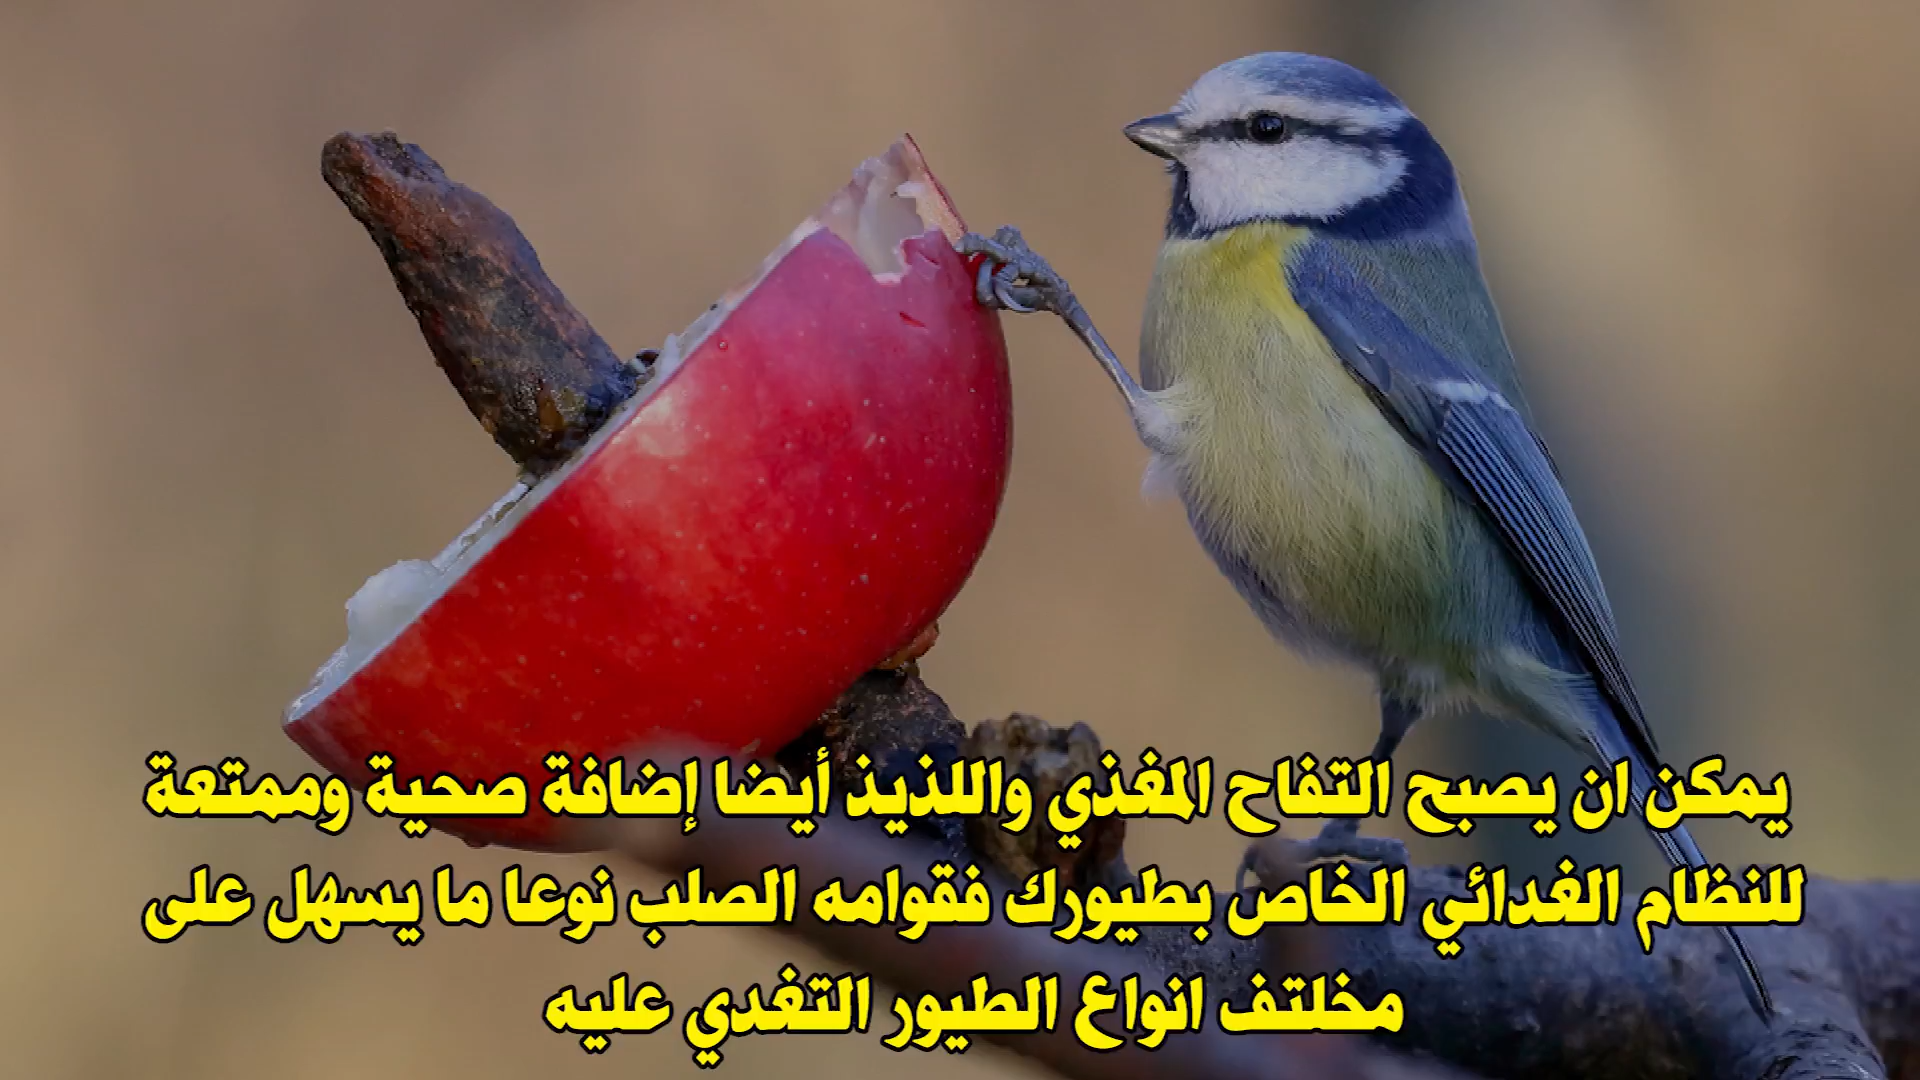 يمكن ان يصبح التفاح المغذي واللذيذ أيضا إضافة صحية وممتعة
للنظام الغدائي الخاص بطيورك فقوامه الصلب نوعا ما يسهل على
مخلتف انواع الطيور التغدي عليه